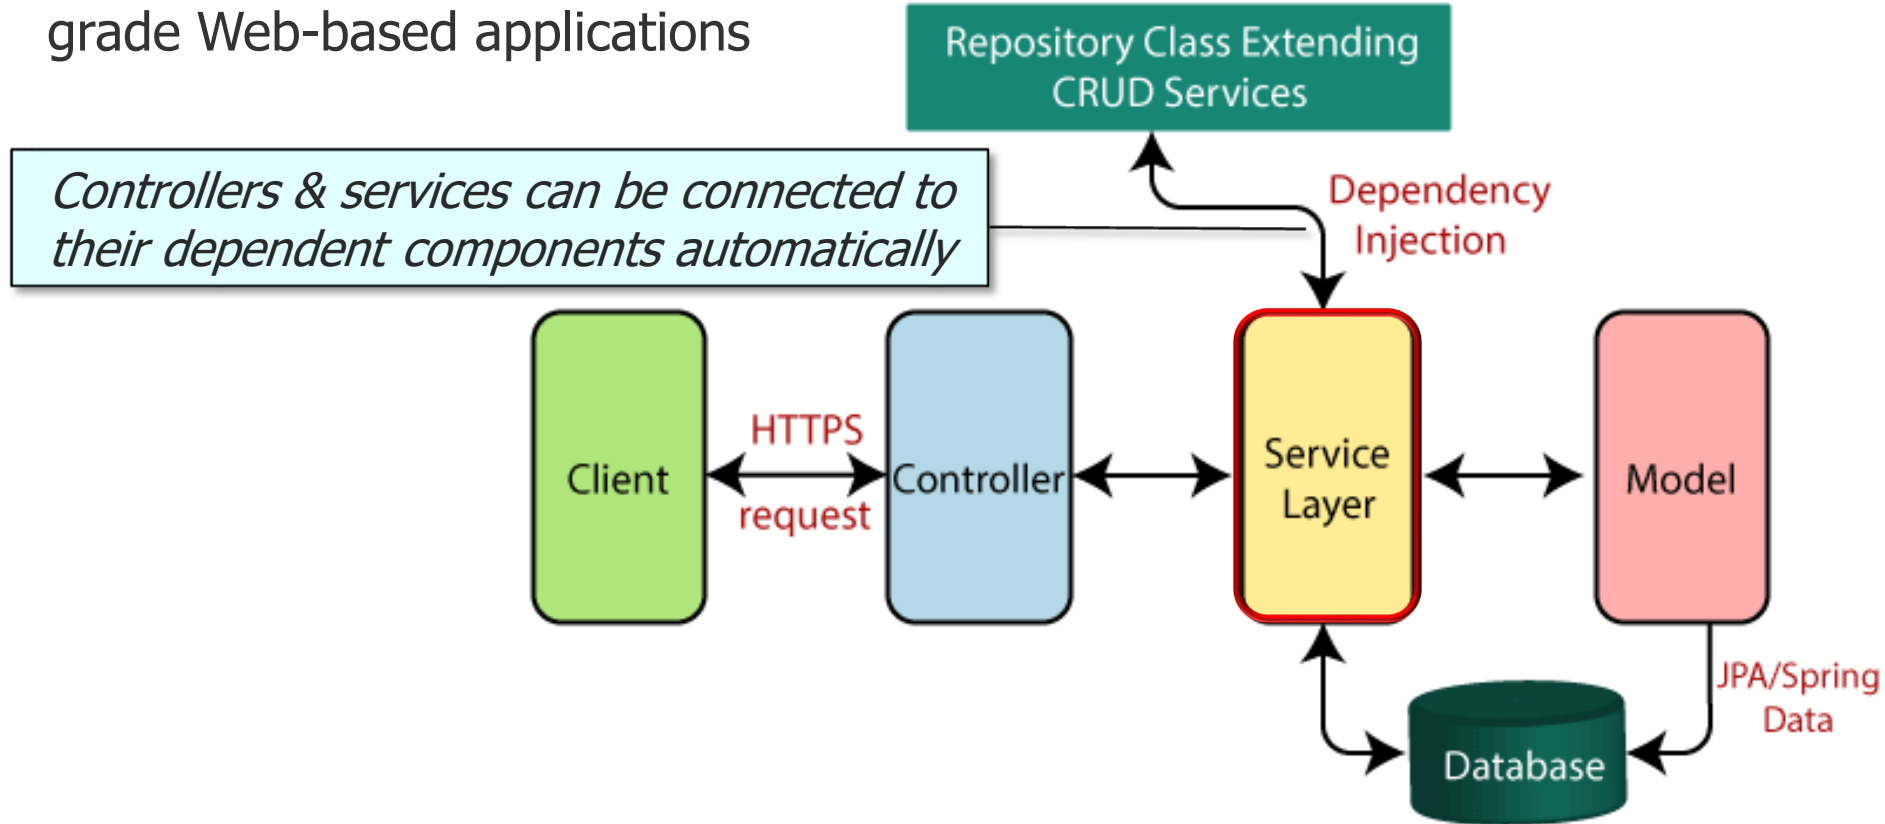 grade Web-based applications
Repository Class Extending
CRUD Services
Controllers & services can be connected to
their dependent components automatically
Dependency
Injection
HTTPS
request
Client
Controller
Service
Layer
Model
JPA/Spring
Data
Database